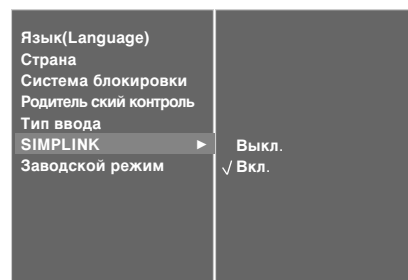 Язык(Language)
Страна
Система блокировки
Родитель ский контроль
Тип ввода
SIMPLINK ►
Заводской режим
Выкл.
√ Вкл.